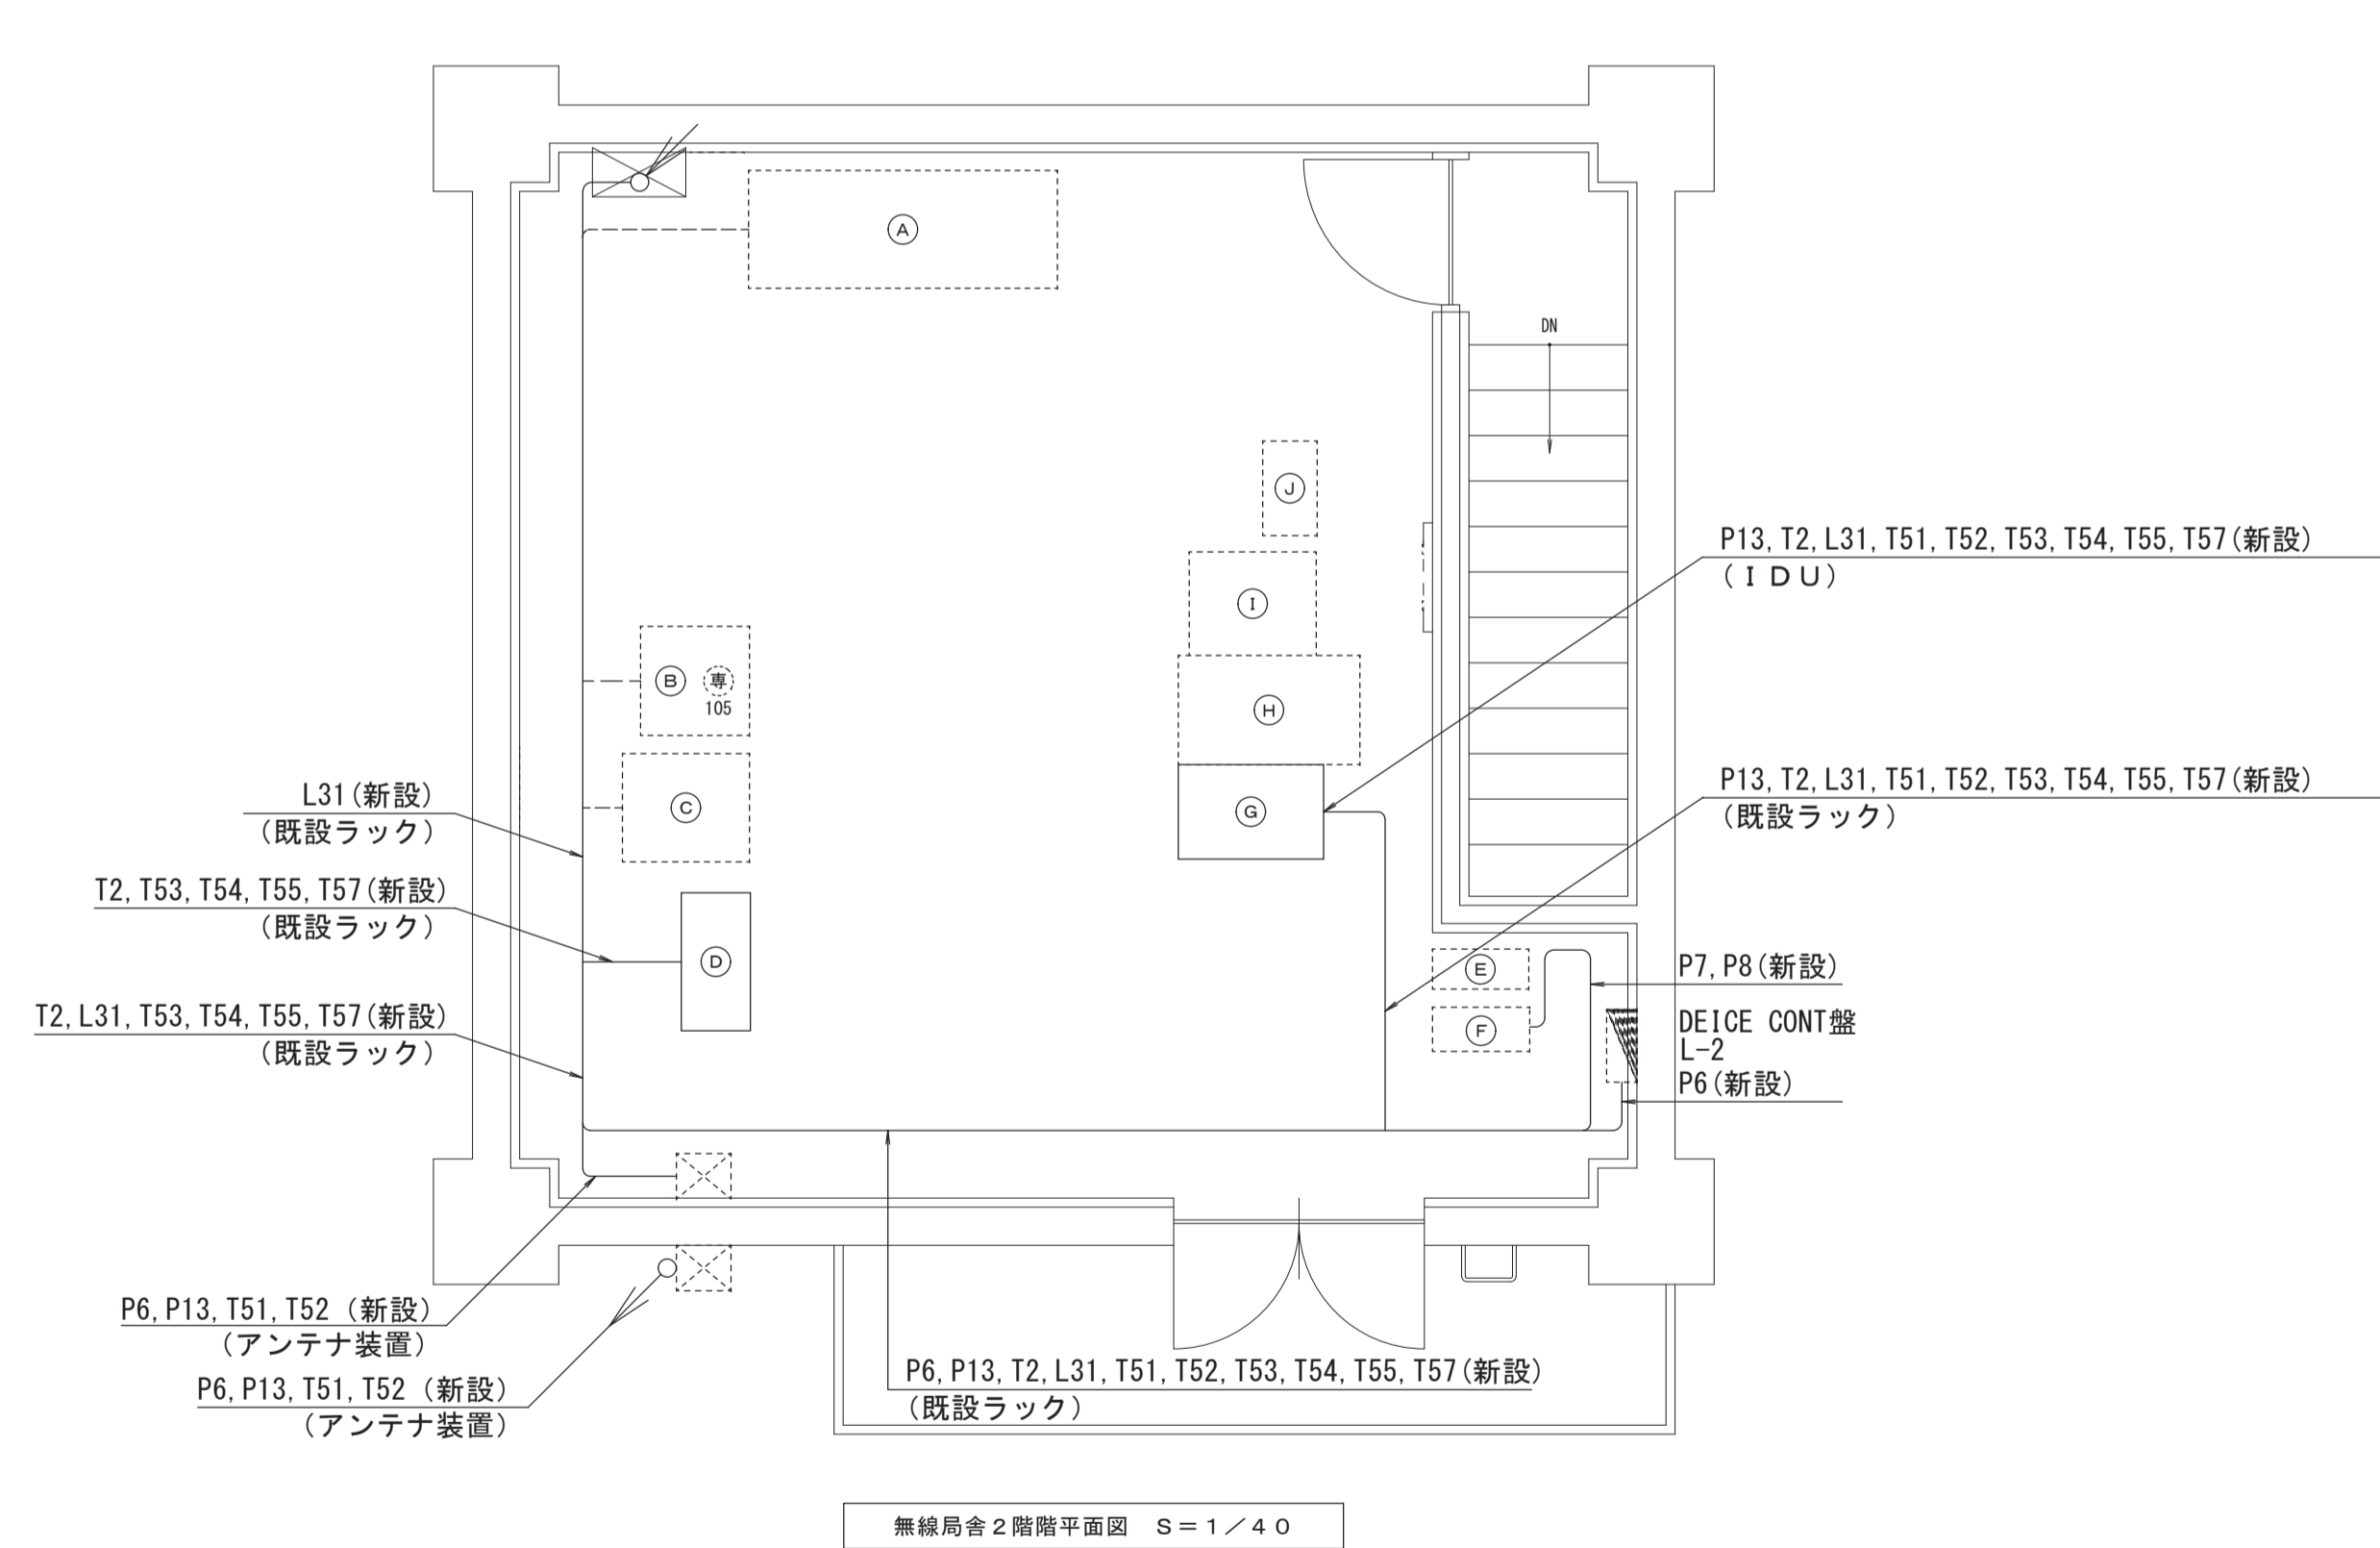 A
DN
J
P13, T2, L31, T51, T52, T53, T54, T55, T57(新設)
(ＩＤＵ)
I
B
専
105
H
P13, T2, L31, T51, T52, T53, T54, T55, T57(新設)
(既設ラック)
L31(新設)
(既設ラック)
C
G
T2, T53, T54, T55, T57(新設)
(既設ラック)
D
E
P7, P8(新設)
T2, L31, T53, T54, T55, T57(新設)
(既設ラック)
F
DEICE CONT盤
L-2
P6(新設)
P6, P13, T51, T52 (新設)
(アンテナ装置)
P6, P13, T51, T52 (新設)
(アンテナ装置)
P6, P13, T2, L31, T51, T52, T53, T54, T55, T57(新設)
(既設ラック)
無線局舎２階階平面図　Ｓ＝１／４０